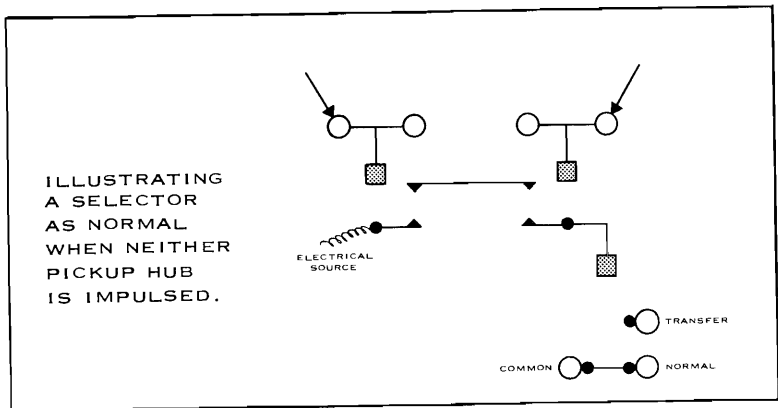 ILLUSTRATING
A SELECTOR
AS NORMAL
WHEN NEITHER
PICKUP HUB
IS IMPULSED.
ELECTRICAL
SOURCE
TRANSFER
COMMON
NORMAL